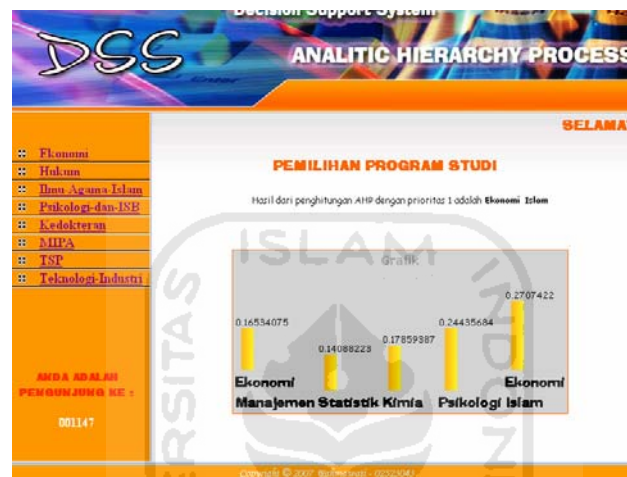 Decision Support System
DSS
ANALITIC HIERARCHY PROCESS
SELAMA
Ekonomi
Hukum
Ilmu-Agama-Islam
Psikologi-dan-ISB
Kedokteran
MIPA
TSP
Teknologi-Industri
PEMILIHAN PROGRAM STUDI
Hasil dari penghitungan AHP dengan prioritas 1 adalah Ekonomi Islam
ISLAM
Grafik
0.16534075
0.14088223
0.17859387
0.24435684
0.2707422
Ekonomi Ekonomi
Manajemen Statistik Kimia Psikologi Islam
ANDA ADALAH
PENGUNJUNG KE :
001147
Copyright © 2007 - 02523043